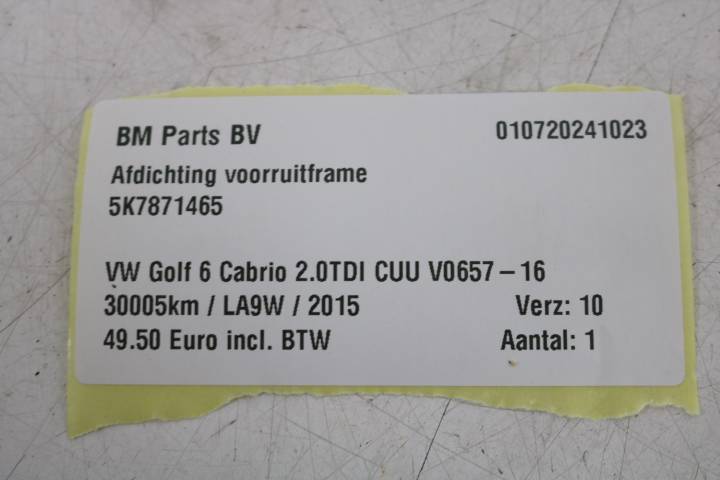 BM Parts BV 010720241023
Afdichting voorruitframe
5K7871465
VW Golf 6 Cabrio 2.0TDI CUU V0657-16
30005km / LA9W / 2015 Verz: 10
49.50 Euro incl. BTW Aantal: 1